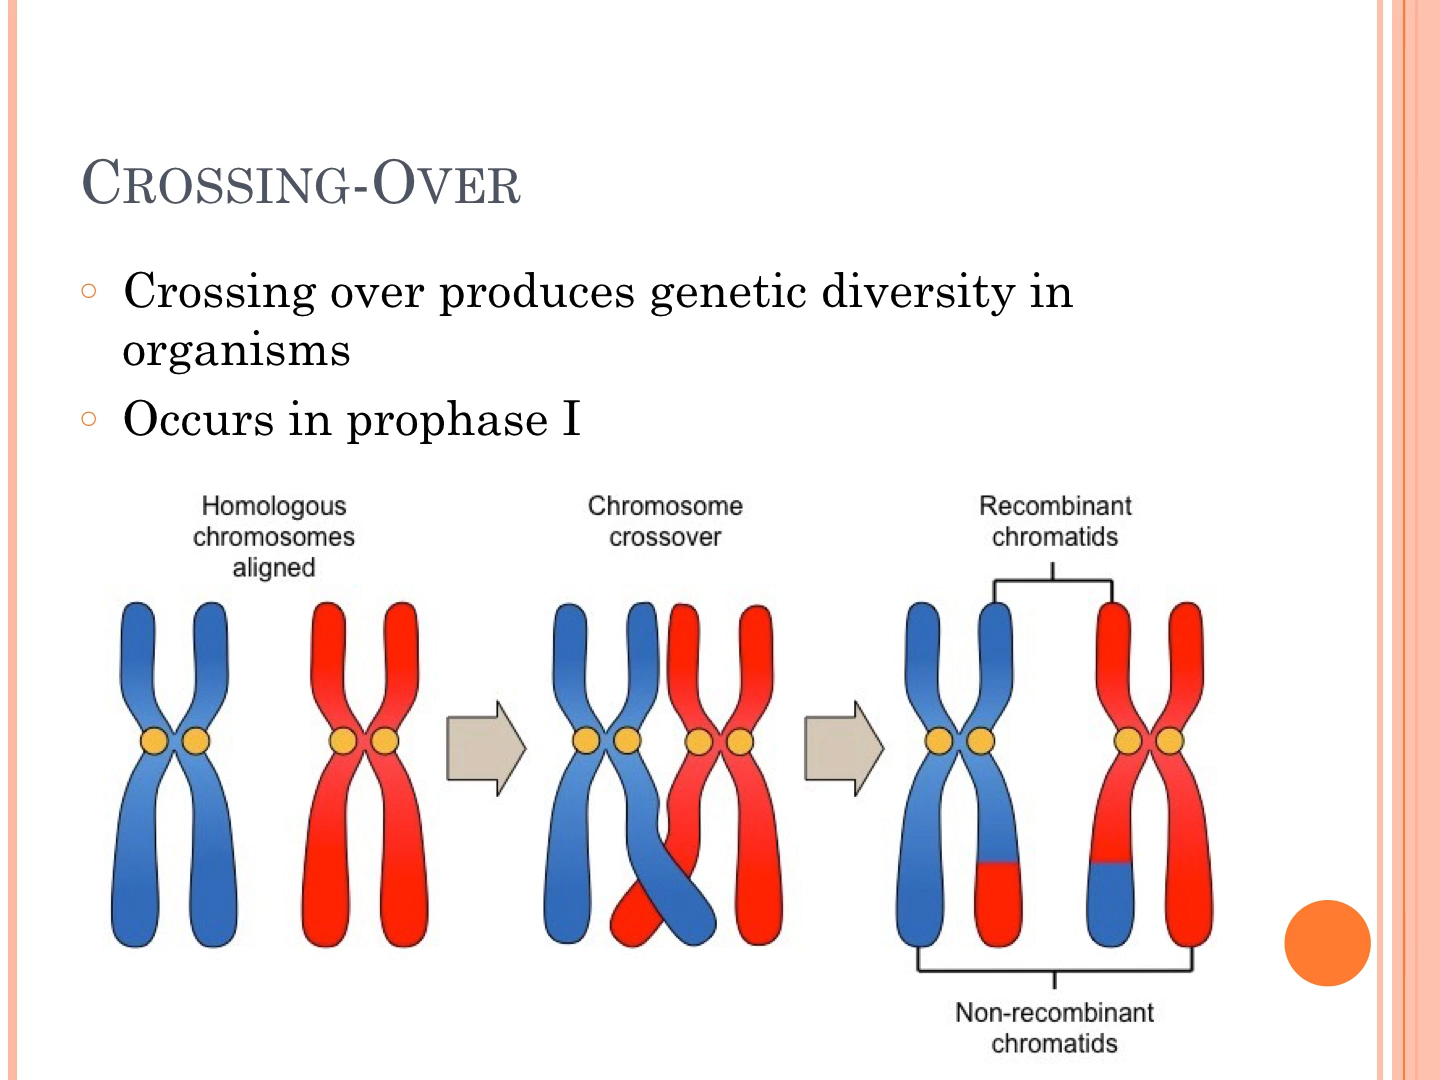 Crossing-Over
Crossing over produces genetic diversity in
organisms
Occurs in prophase I
Homologous
chromosomes
aligned
Chromosome
crossover
Recombinant
chromatids
Non-recombinant
chromatids